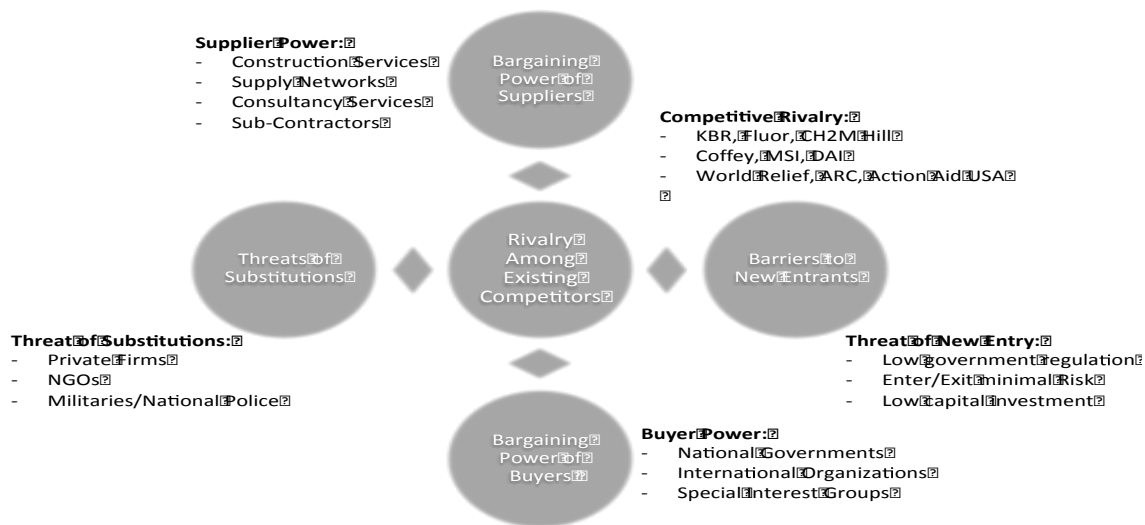 Supplier Power:
- Construction Services
- Supply Networks
- Consultancy Services
- Sub-Contractors
Bargaining
Power of
Suppliers
Competitive Rivalry:
- KBR, Fluor, CH2M Hill
- Coffey, MSI, DAI
- World Relief, ARC, Action Aid USA
Threats of
Substitutions
Rivalry
Among
Existing
Competitors
Barriers to
New Entrants
Threat of Substitutions:
- Private Firms
- NGOs
- Militaries/National Police
Threat of New Entry:
- Low government regulation
- Enter/Exit minimal Risk
- Low capital Investment
Bargaining
Power of
Buyers
Buyer Power:
- National Governments
- International Organizations
- Special Interest Groups